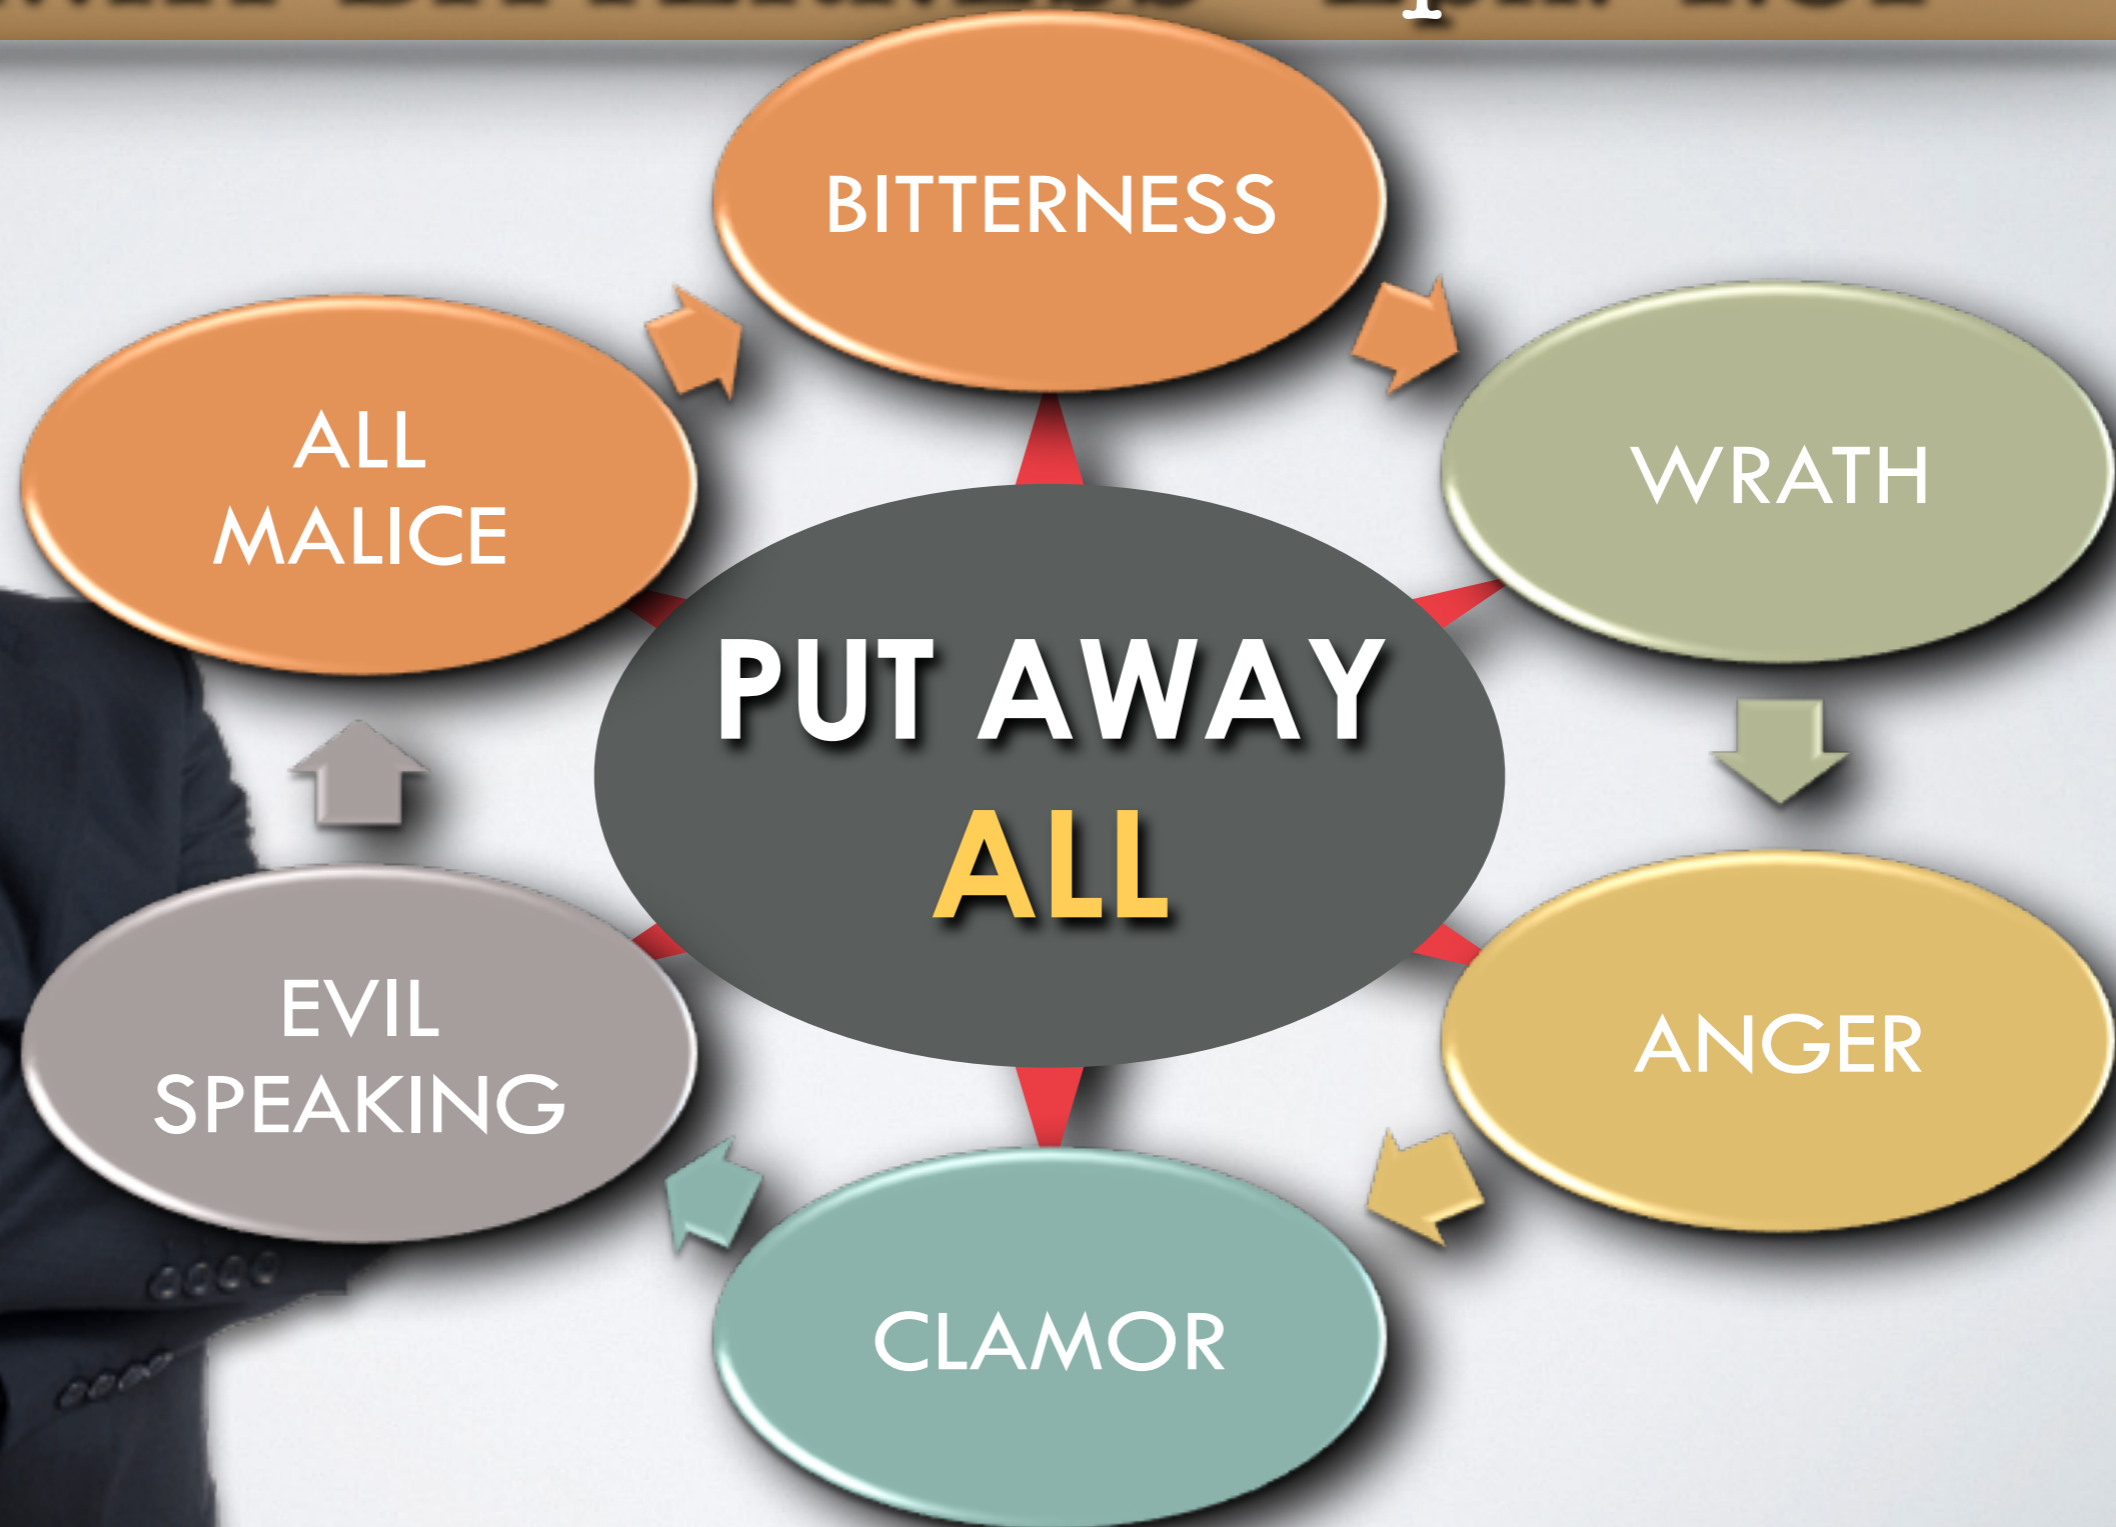 BITTERNESS
WRATH
ALL
MALICE
PUT AWAY
ALL
EVIL
SPEAKING
ANGER
CLAMOR